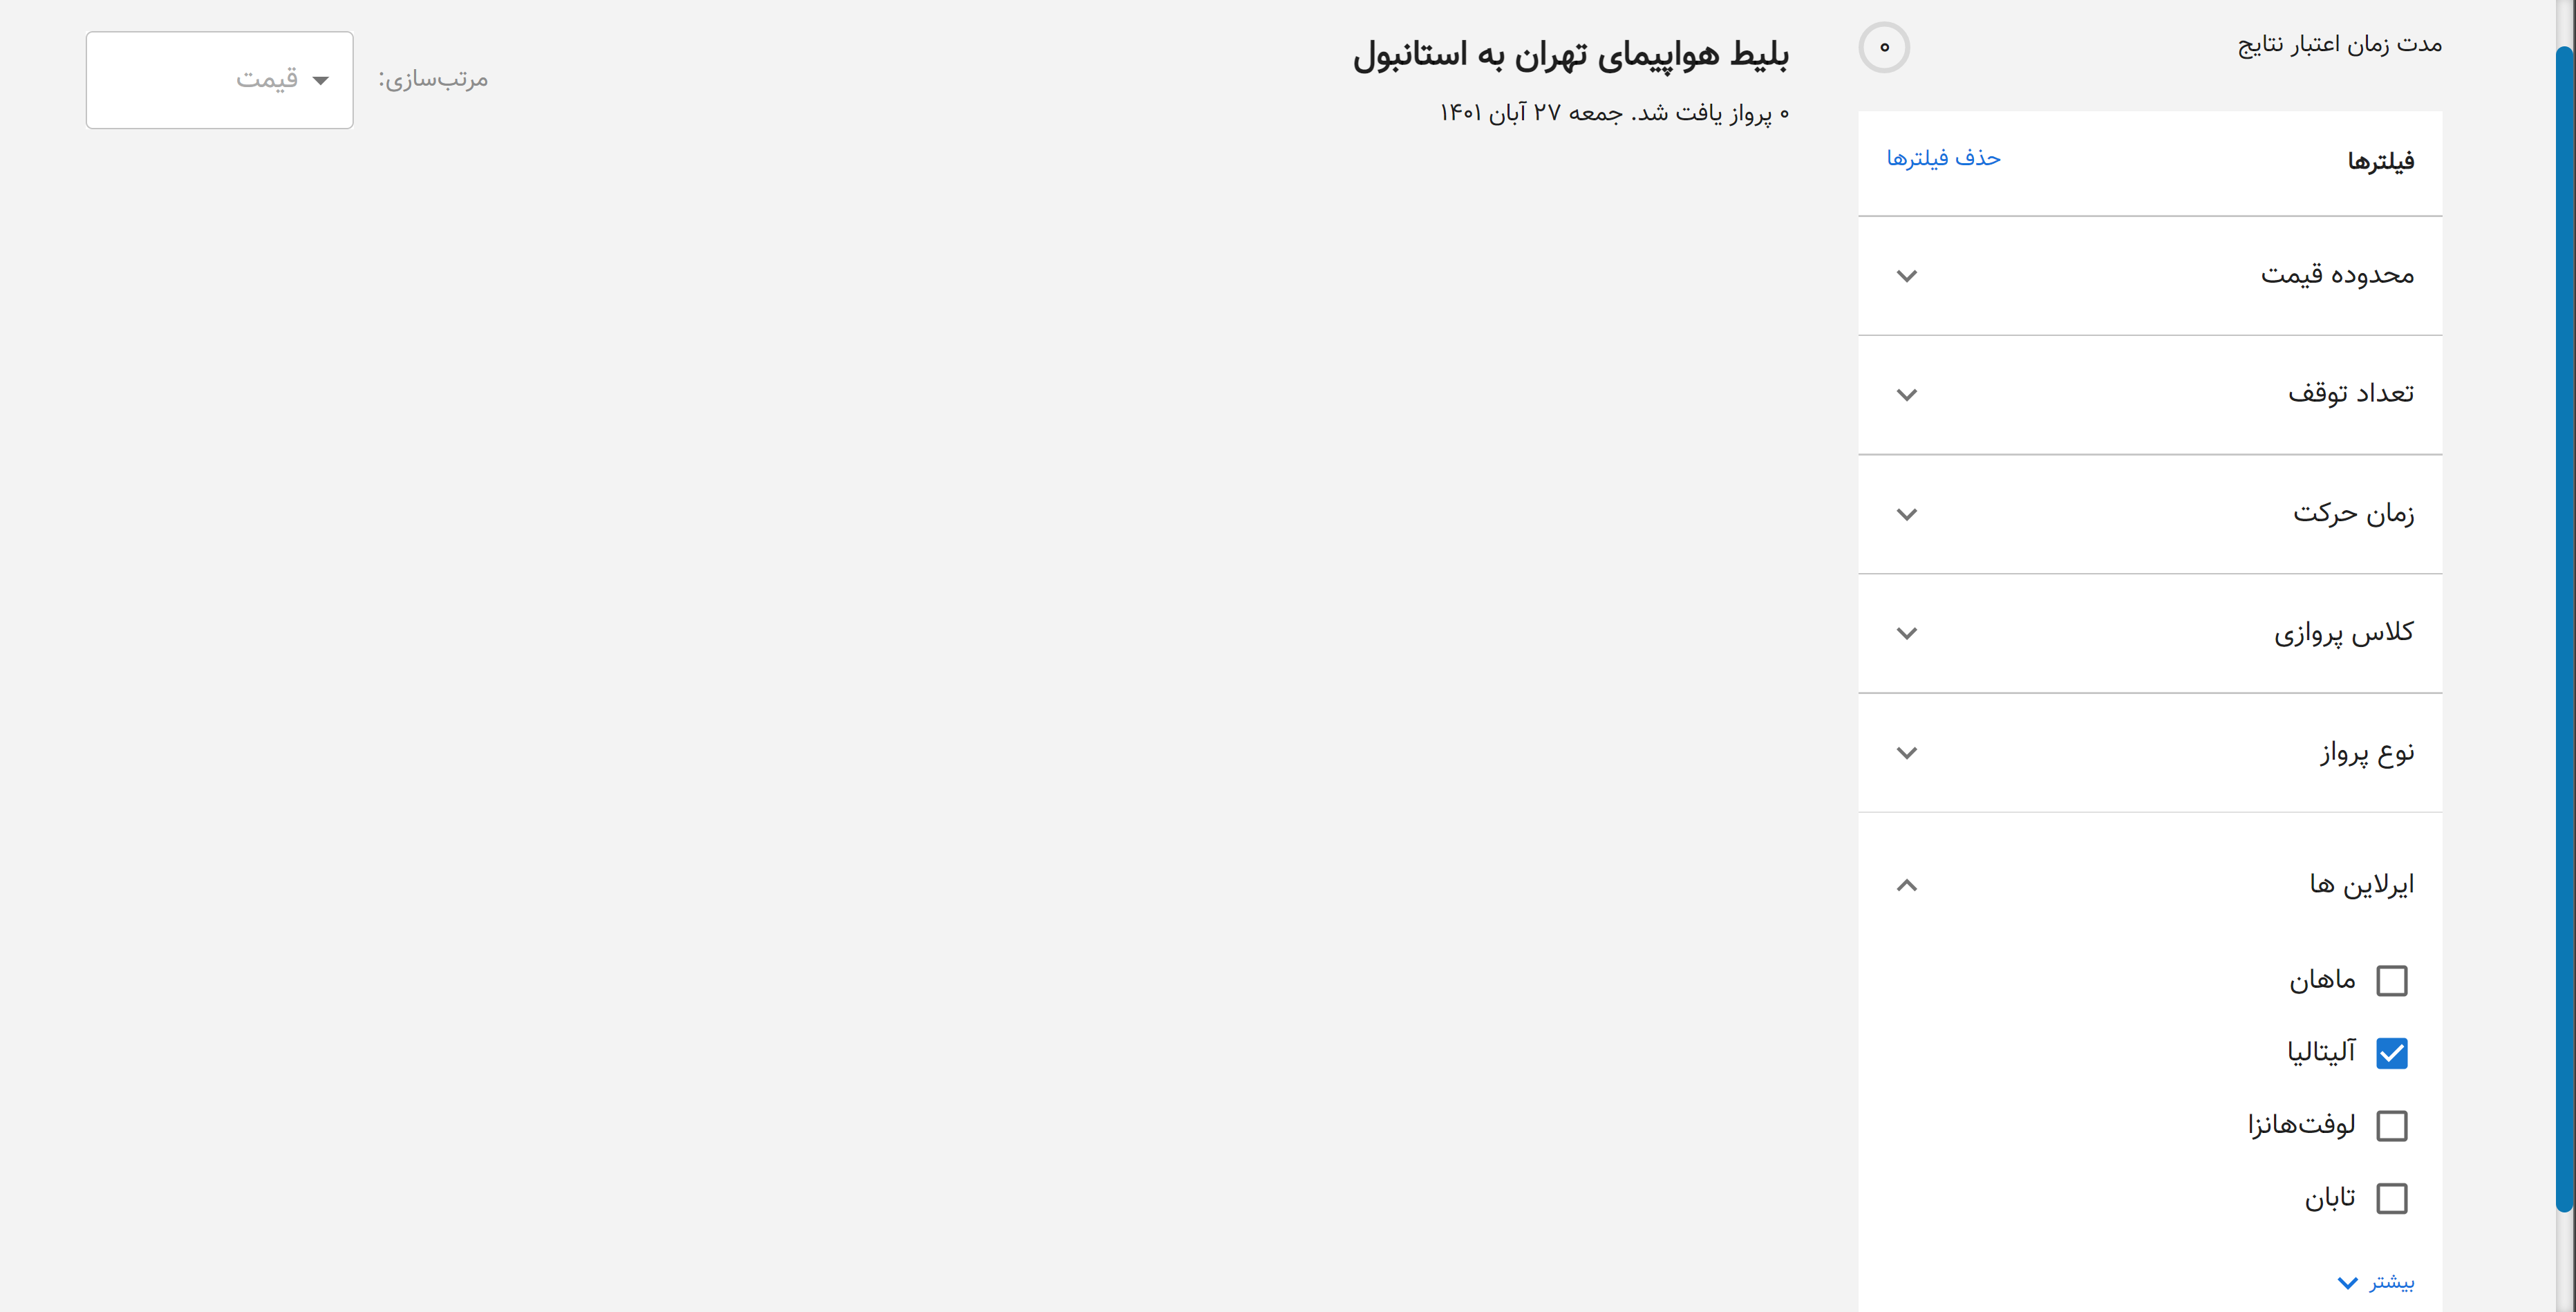 مدت زمان اعتبار نتایج
۰
فیلترها
حذف فیلترها
محدوده قیمت
تعداد توقف
زمان حرکت
کلاس پروازی
نوع پرواز
ایرلاین ها
ماهان
آلیتالیا
لوفت‌هانزا
تابان
بیشتر
بلیط هواپیمای تهران به استانبول
۰ پرواز یافت شد. جمعه ۲۷ آبان ۱۴۰۱
مرتب‌سازی:
قیمت